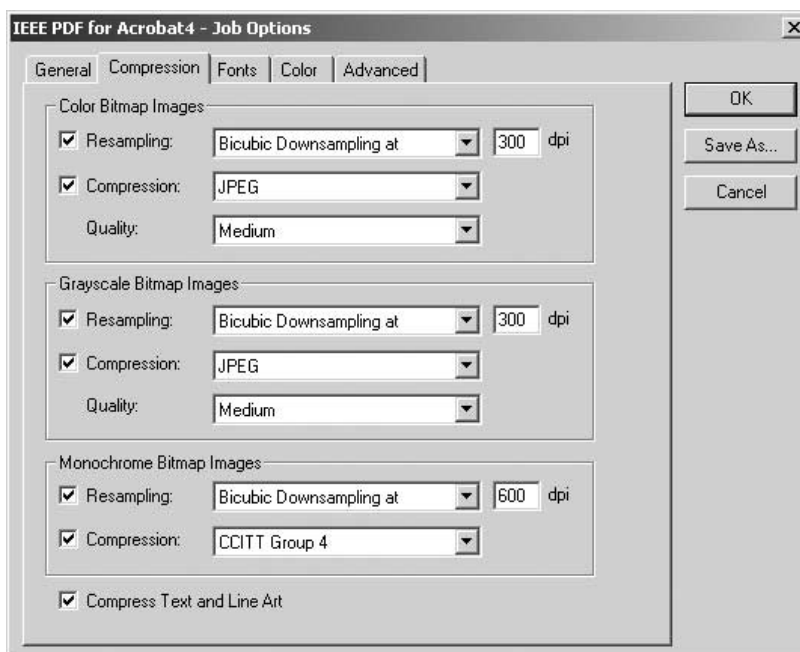 IEEE PDF for Acrobat4 - Job Options
General Compression Fonts Color Advanced
Color Bitmap Images
Resampling: Bicubic Downsampling at 300 dpi
Compression: JPEG
Quality: Medium
Grayscale Bitmap Images
Resampling: Bicubic Downsampling at 300 dpi
Compression: JPEG
Quality: Medium
Monochrome Bitmap Images
Resampling: Bicubic Downsampling at 600 dpi
Compression: CCITT Group 4
Compress Text and Line Art
OK
Save As...
Cancel